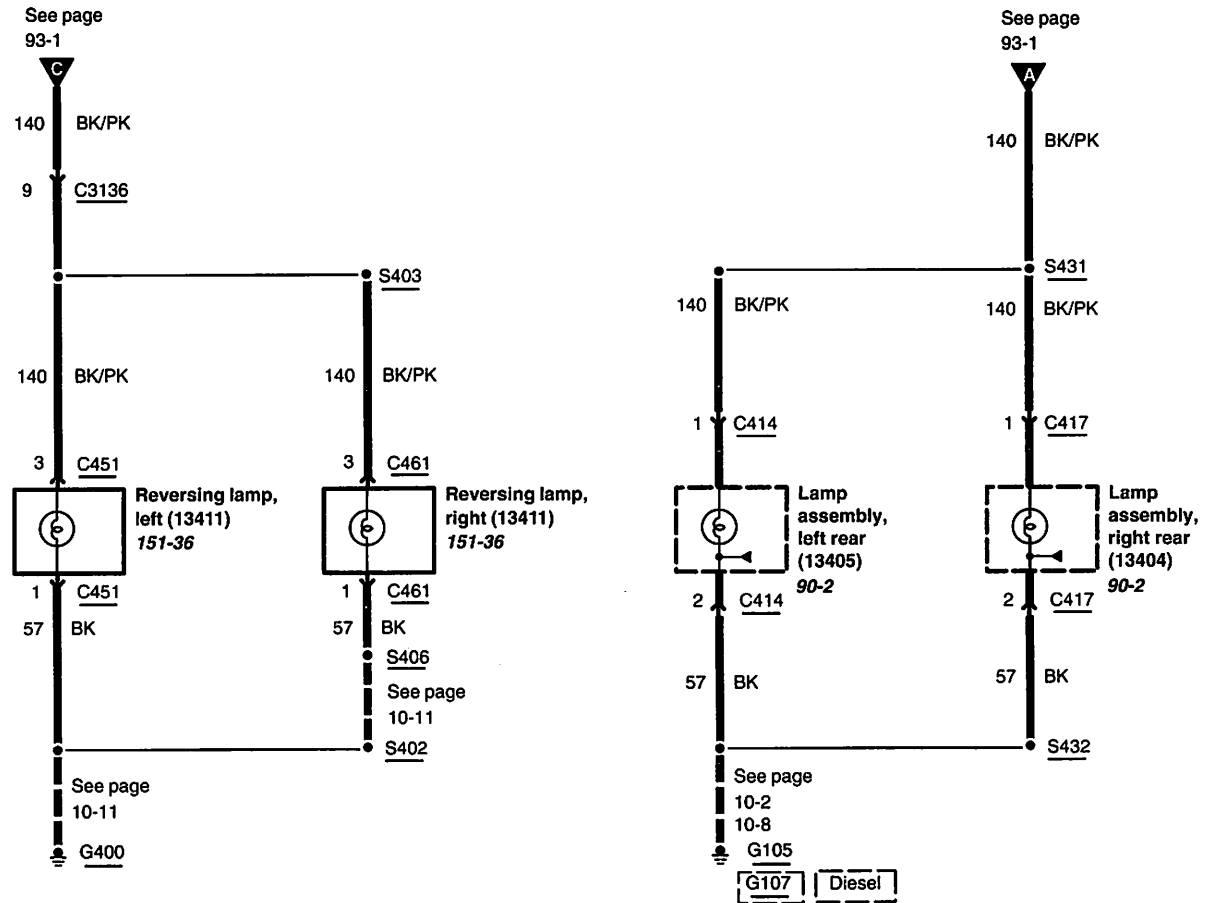 See page
93-1
C
140 BK/PK
9 C3136
S403
140 BK/PK
140 BK/PK
3 C451
3 C461
Reversing lamp,
left (13411)
151-36
Reversing lamp,
right (13411)
151-36
1 C451
1 C461
57 BK
57 BK
S406
See page
10-11
S402
See page
10-11
G400
See page
93-1
A
140 BK/PK
S431
140 BK/PK
140 BK/PK
1 C414
1 C417
Lamp
assembly,
left rear
(13405)
90-2
Lamp
assembly,
right rear
(13404)
90-2
2 C414
2 C417
57 BK
57 BK
S432
See page
10-2
10-8
G105
G107 Diesel